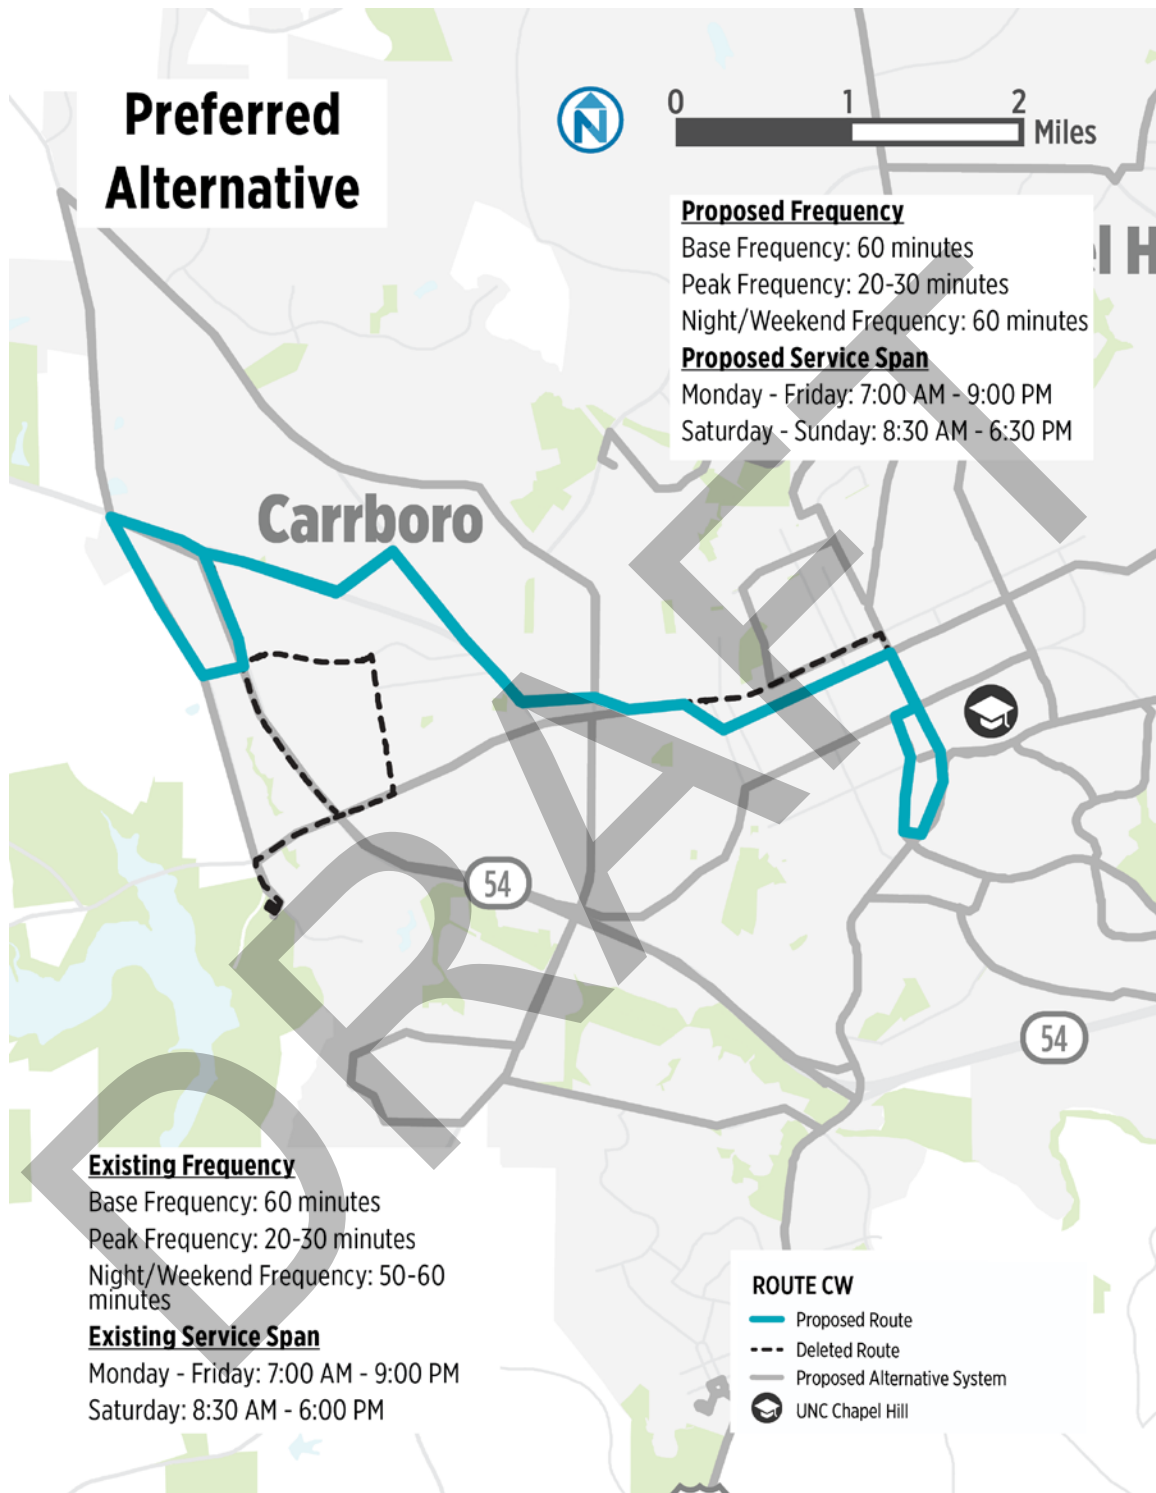 Preferred
Alternative
0 1 2
Miles
Proposed Frequency
Base Frequency: 60 minutes
Peak Frequency: 20-30 minutes
Night/Weekend Frequency: 60 minutes
Proposed Service Span
Monday - Friday: 7:00 AM - 9:00 PM
Saturday - Sunday: 8:30 AM - 6:30 PM
l H
Carrboro
N
54
54
DRAFT
Existing Frequency
Base Frequency: 60 minutes
Peak Frequency: 20-30 minutes
Night/Weekend Frequency: 50-60
minutes
Existing Service Span
Monday - Friday: 7:00 AM - 9:00 PM
Saturday: 8:30 AM - 6:00 PM
ROUTE CW
Proposed Route
Deleted Route
Proposed Alternative System
UNC Chapel Hill